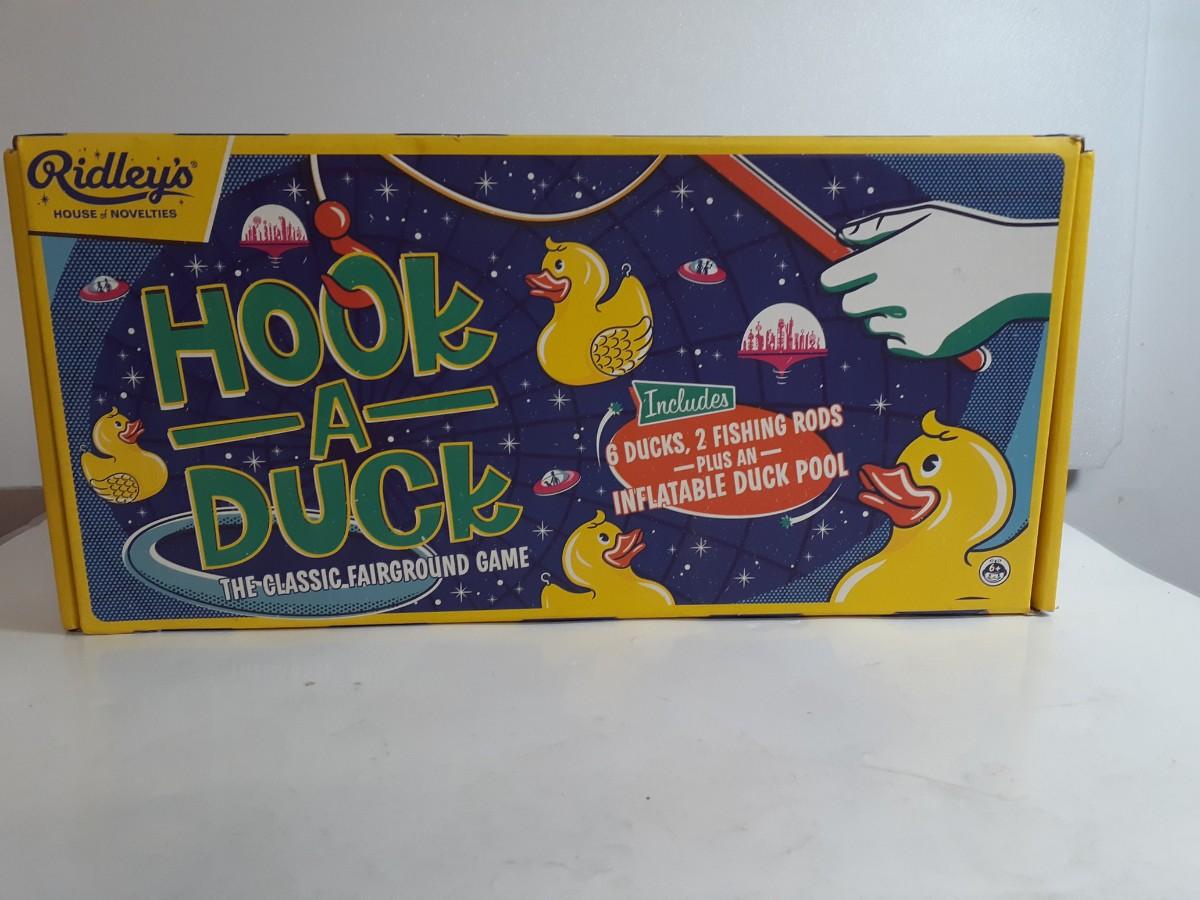 Ridley's®
HOUSE of NOVELTIES
HOOK
A
DUCK
THE CLASSIC FAIRGROUND GAME
Includes
6 DUCKS, 2 FISHING RODS
PLUS AN
INFLATABLE DUCK POOL
6+